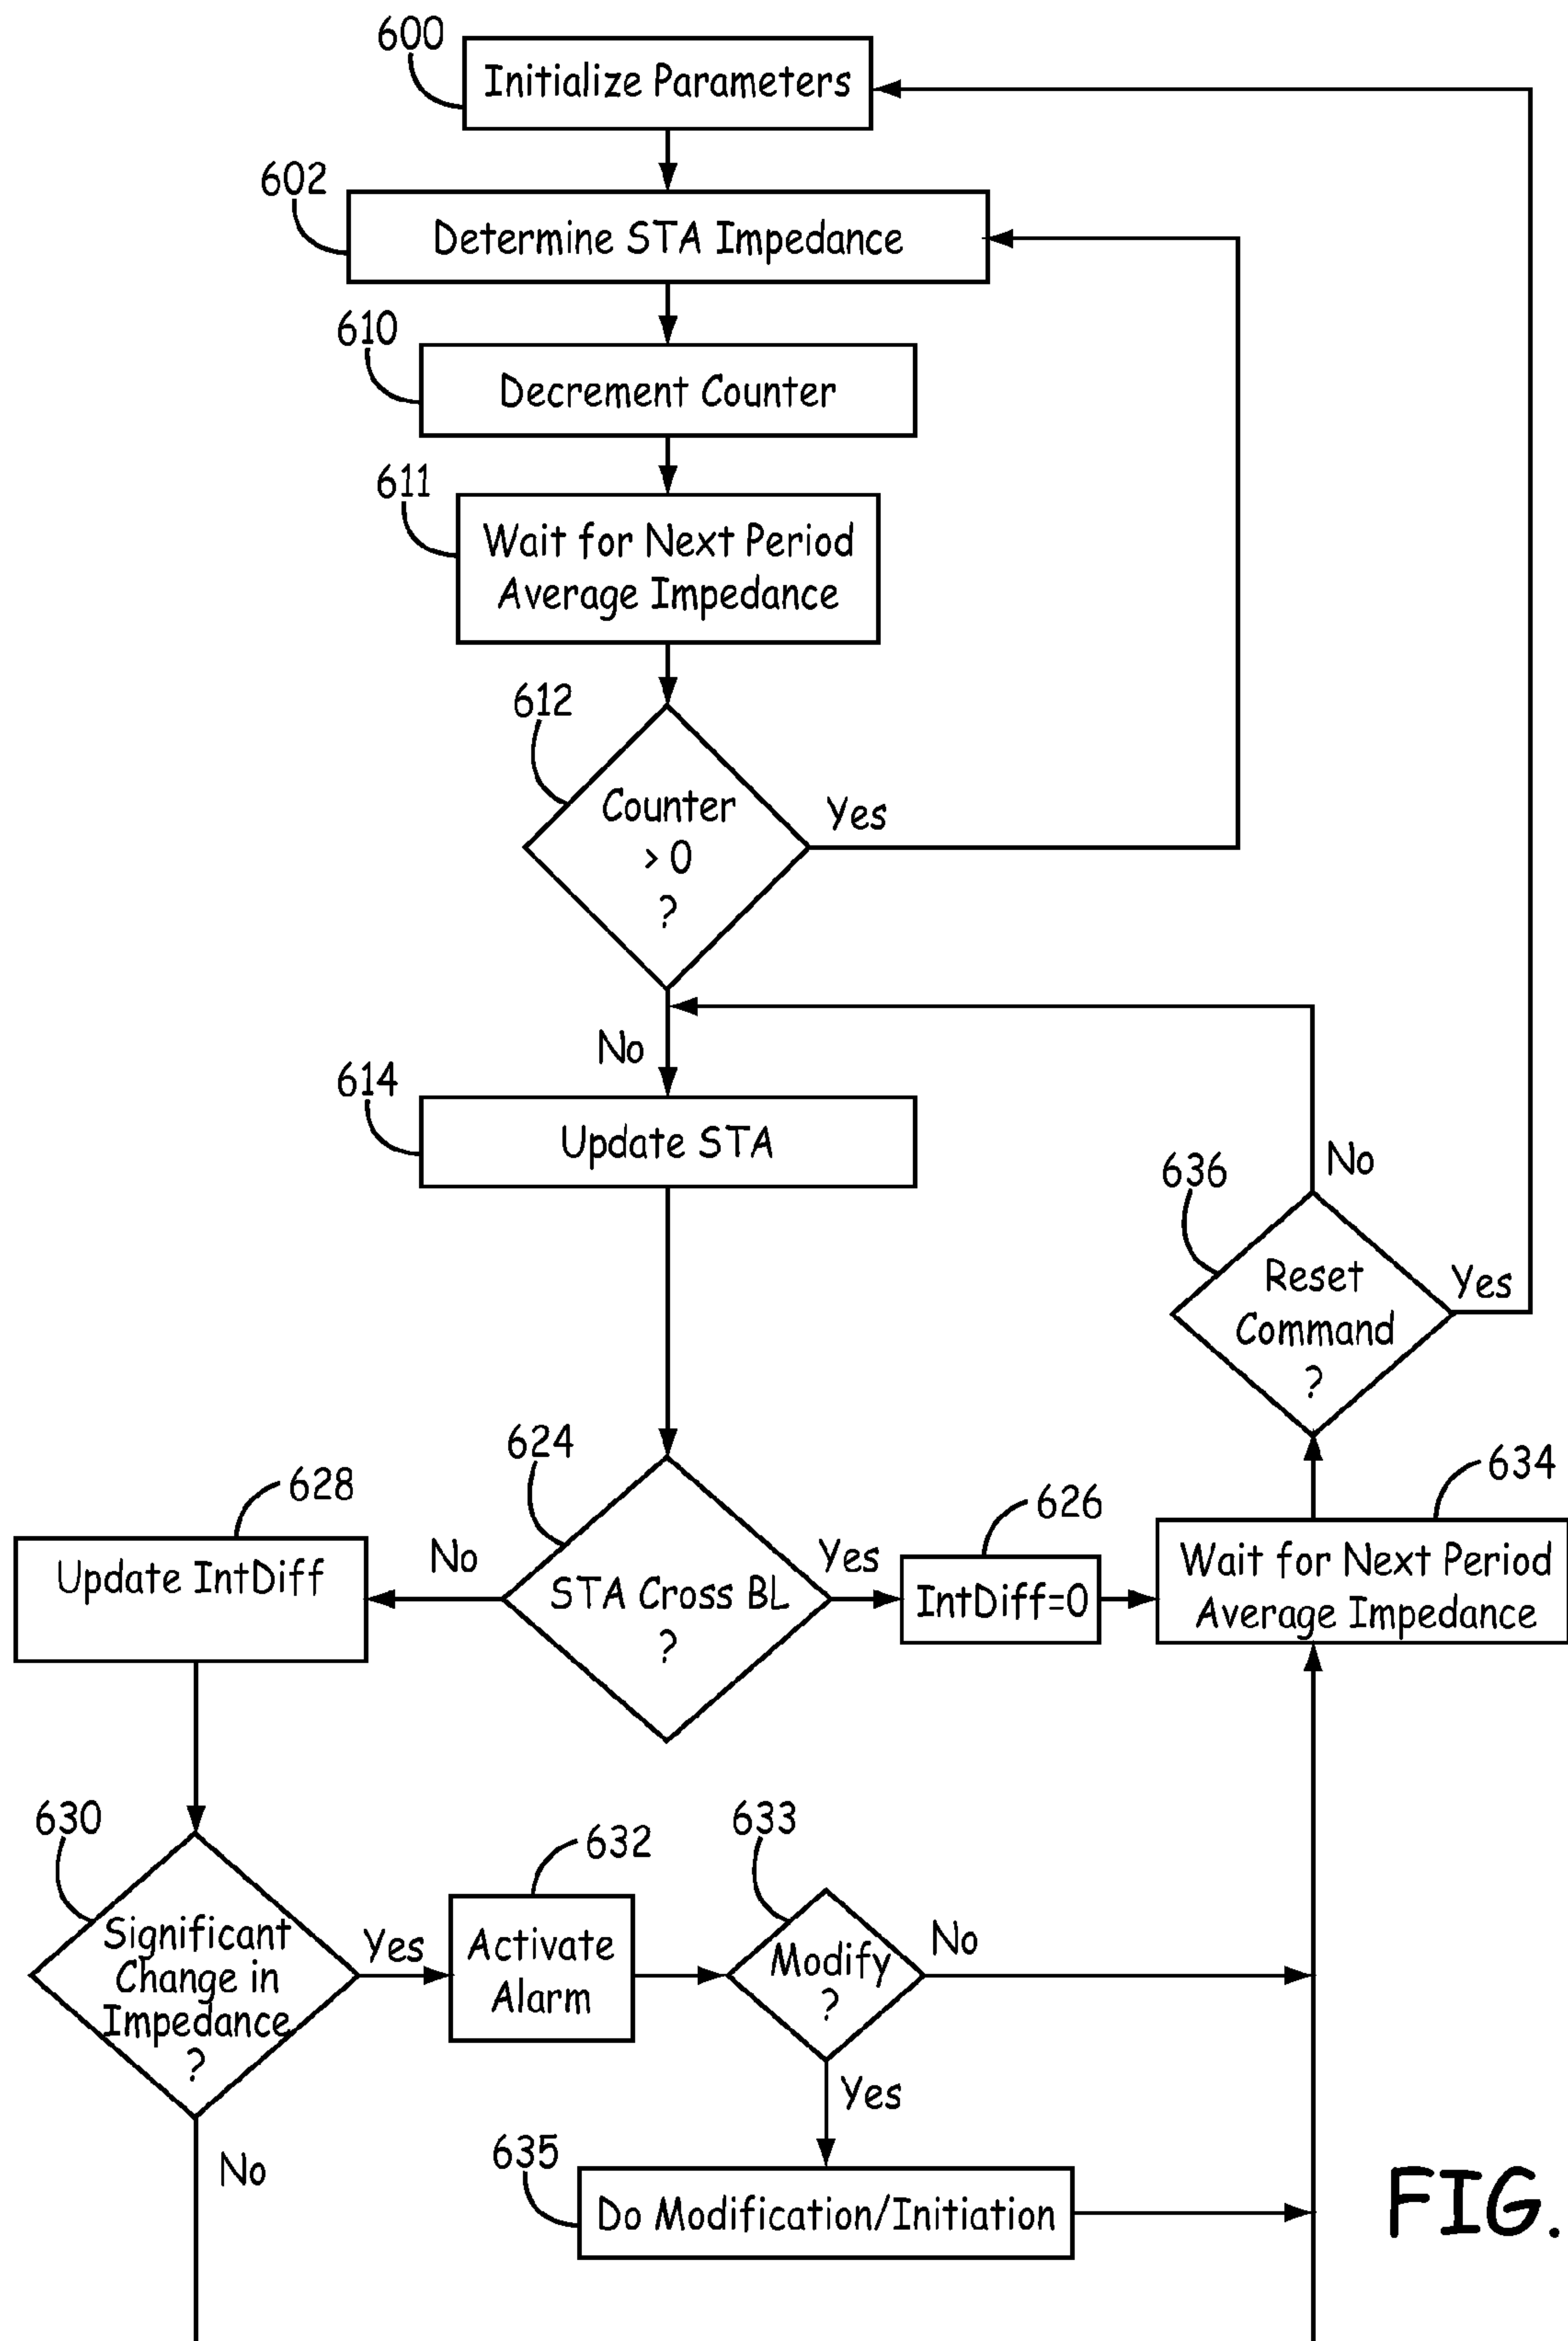 600
Initialize Parameters
602
Determine STA Impedance
610
Decrement Counter
611
Wait for Next Period
Average Impedance
612
Counter
> 0
?
Yes
No
614
Update STA
636
No
Reset
Command
?
Yes
624
STA Cross BL
?
No
Yes
628
Update IntDiff
626
IntDiff=0
634
Wait for Next Period
Average Impedance
630
Significant
Change in
Impedance
?
Yes
632
Activate
Alarm
633
Modify
?
No
Yes
No
635
Do Modification/Initiation
FIG.